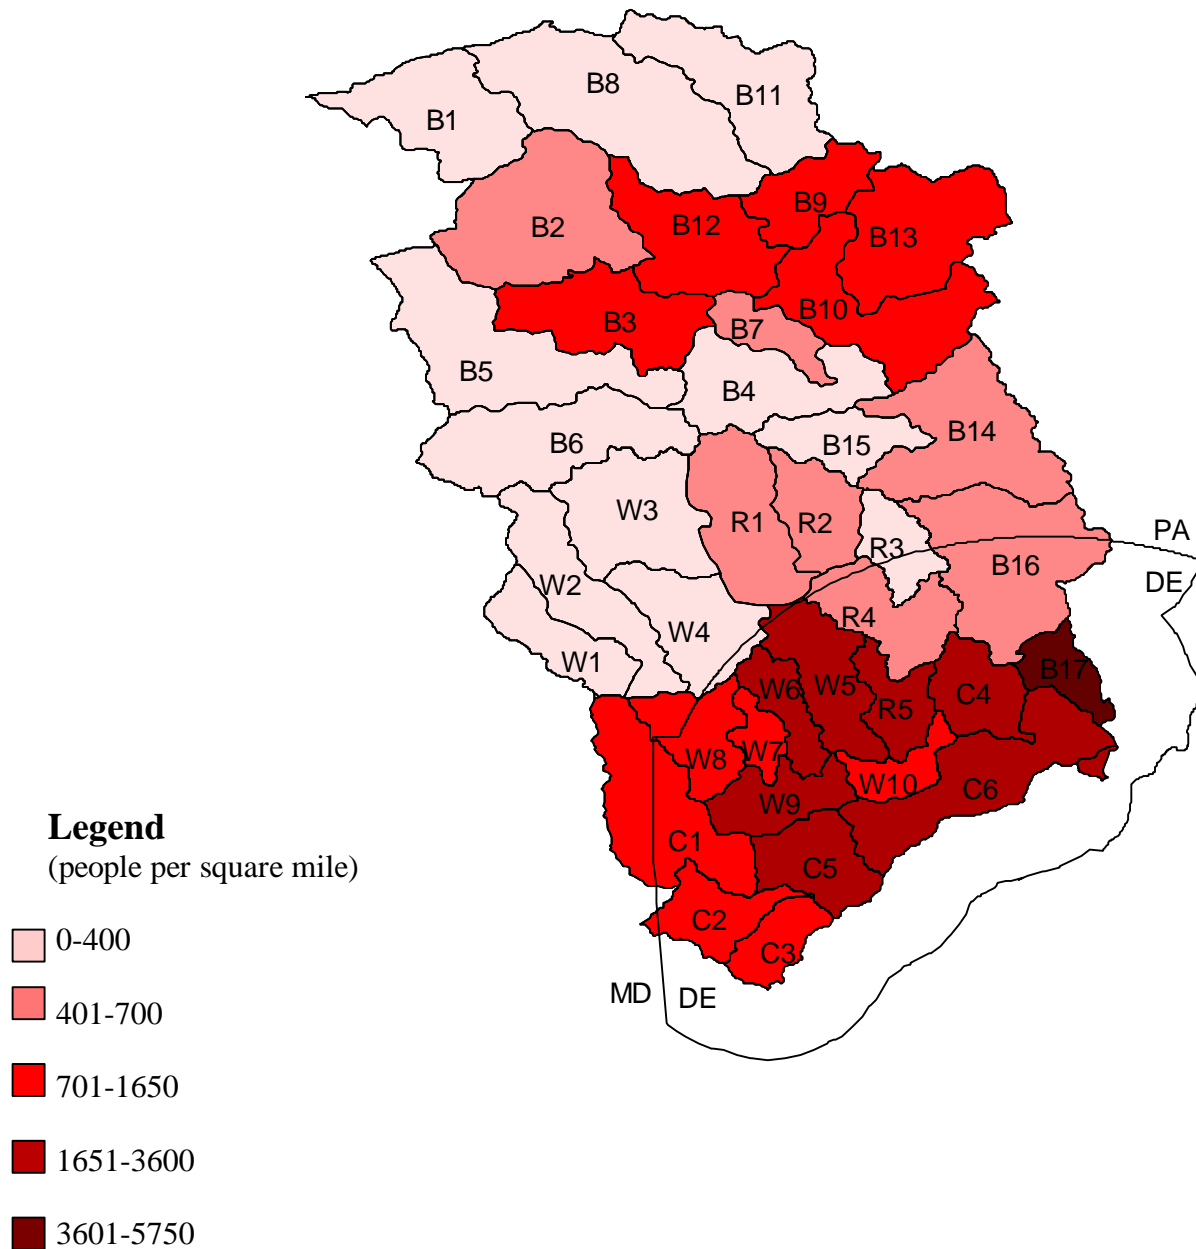 B8
B11
B1
B9
B12
B2
B13
B10
B3
B7
B5
B4
B14
B6
B15
W3
R1
R2
PA
R3
B16
W2
DE
R4
W4
W1
B17
W6
W5
R5
C4
W7
W8
W10
C6
W9
Legend
C1
(people per square mile)
C5
C2
0-400
C3
MD
DE
401-700
701-1650
1651-3600
3601-5750